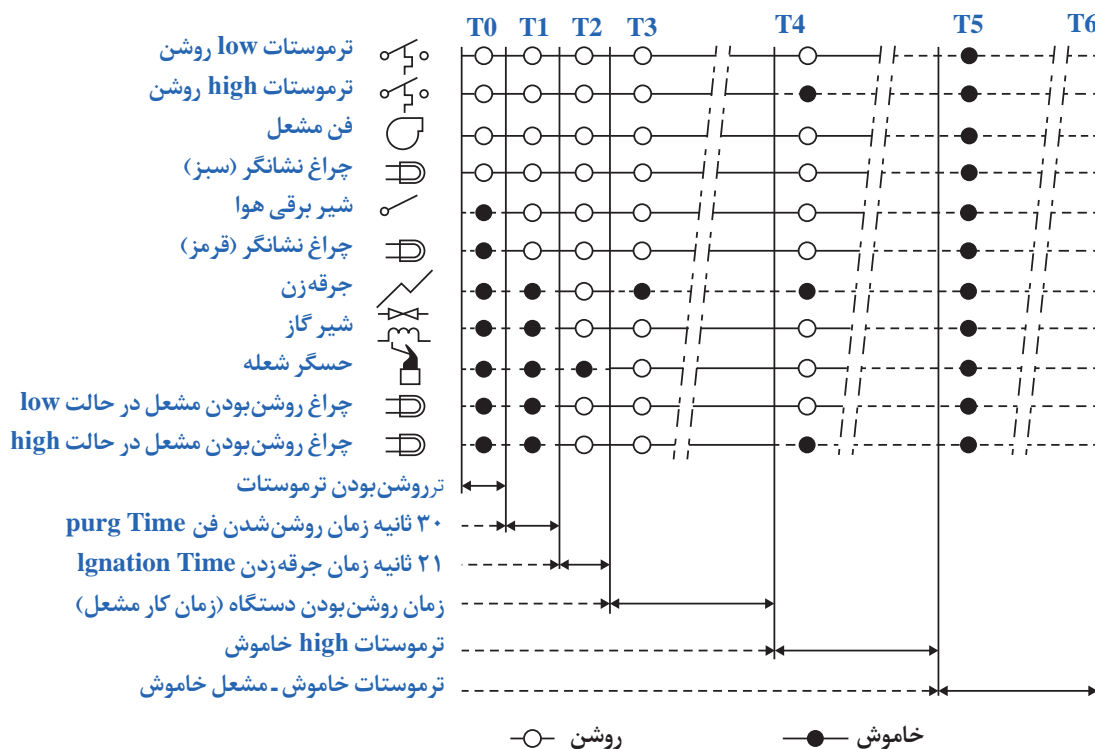 T0 T1 T2 T3 T4 T5 T6
ترموستات low روشن
ترموستات high روشن
فن مشعل
چراغ نشانگر (سبز)
شیر برقی هوا
چراغ نشانگر (قرمز)
جرقه‌زن
شیر گاز
حسگر شعله
چراغ روشن‌بودن مشعل در حالت low
چراغ روشن‌بودن مشعل در حالت high
تررروشن‌بودن ترموستات
۳۰ ثانیه زمان روشن‌شدن فن purg Time
۲۱ ثانیه زمان جرقه‌زدن Ignation Time
زمان روشن‌بودن دستگاه (زمان کار مشعل)
ترموستات high خاموش
ترموستات خاموش ـ مشعل خاموش
روشن خاموش